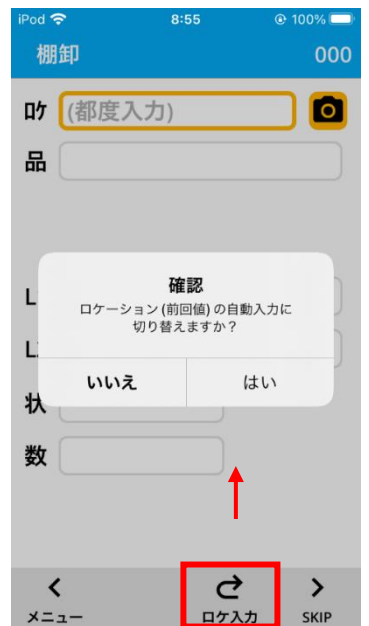 iPod 8:55 100%
棚卸 000
ロケ (都度入力)
品
確認
ロケーション(前回値)の自動入力に
切り替えますか？
いいえ はい
状
数
メニュー ロケ入力 SKIP